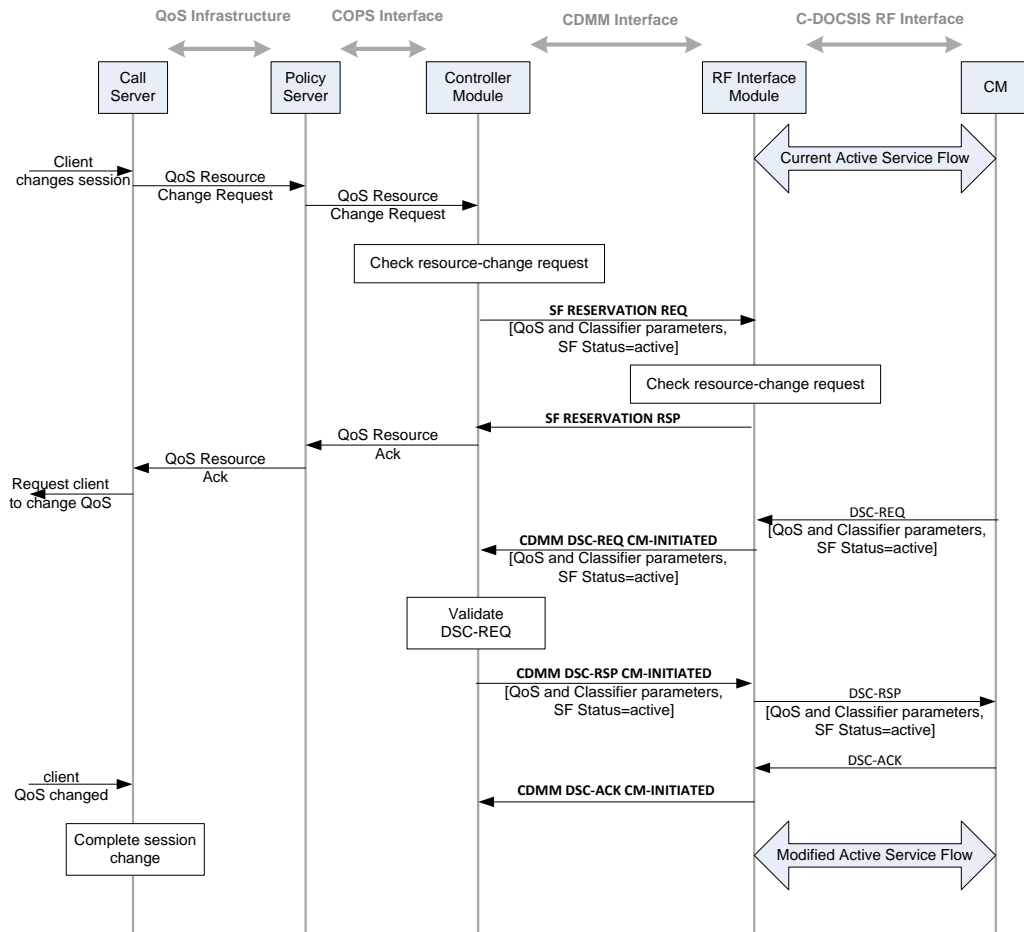 QoS Infrastructure
COPS Interface
CDMM Interface
C-DOCSIS RF Interface
Call
Server
Policy
Server
Controller
Module
RF Interface
Module
CM
Client
changes session
Current Active Service Flow
QoS Resource
Change Request
QoS Resource
Change Request
Check resource-change request
SF RESERVATION REQ
[QoS and Classifier parameters,
SF Status=active]
Check resource-change request
SF RESERVATION RSP
QoS Resource
Ack
QoS Resource
Ack
Request client
to change QoS
DSC-REQ
[QoS and Classifier parameters,
SF Status=active]
CDMM DSC-REQ CM-INITIATED
[QoS and Classifier parameters,
SF Status=active]
Validate
DSC-REQ
CDMM DSC-RSP CM-INITIATED
[QoS and Classifier parameters,
SF Status=active]
DSC-RSP
[QoS and Classifier parameters,
SF Status=active]
DSC-ACK
client
QoS changed
CDMM DSC-ACK CM-INITIATED
Complete session
change
Modified Active Service Flow